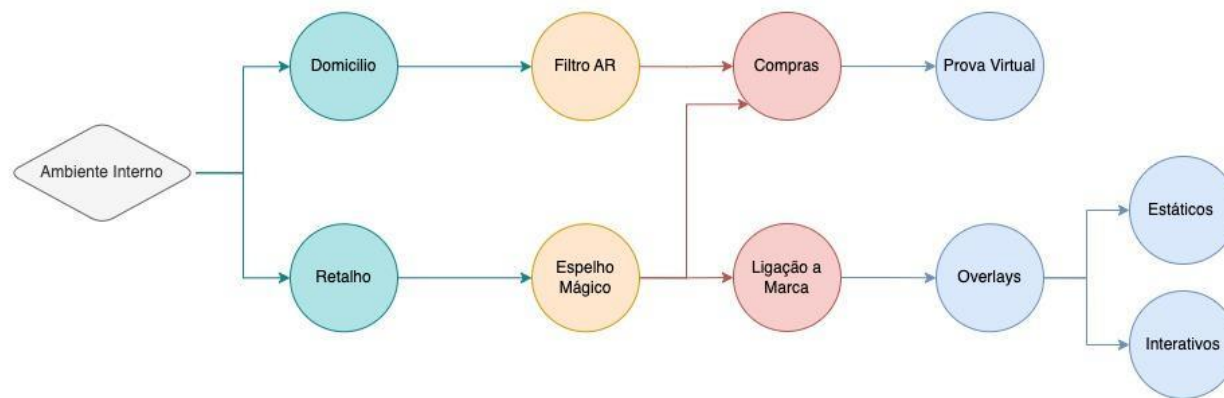 Domicilio
Filtro AR
Compras
Prova Virtual
Ambiente Interno
Estáticos
Retalho
Espelho
Mágico
Ligação a
Marca
Overlays
Interativos